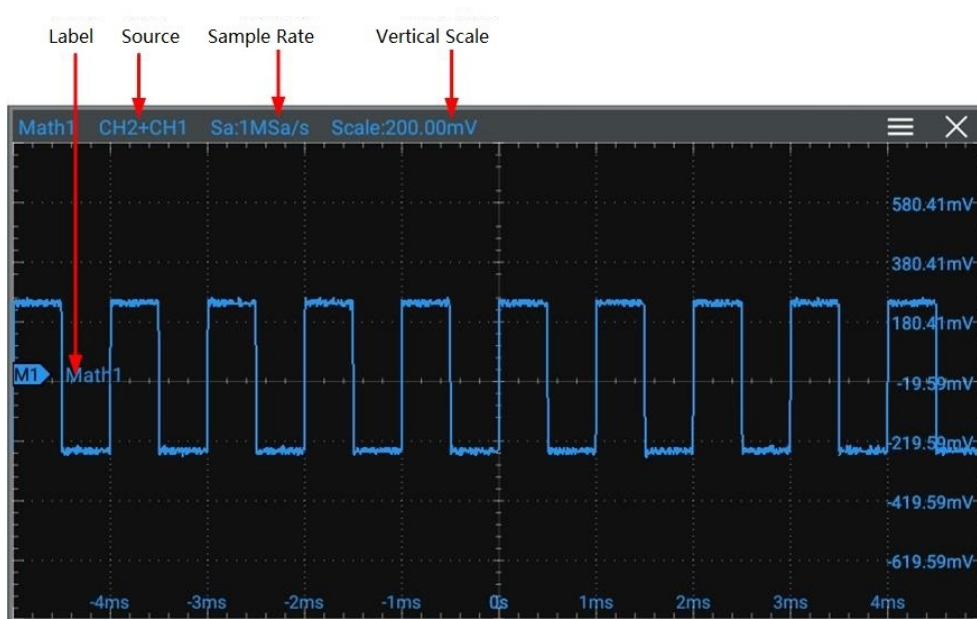 Label Source Sample Rate Vertical Scale
Math1 CH2+CH1 Sa:1MSa/s Scale:200.00mV
580.41mV
380.41mV
180.41mV
M1 Math1
-19.59mV
-219.59mV
-419.59mV
-619.59mV
-4ms -3ms -2ms -1ms 0s 1ms 2ms 3ms 4ms